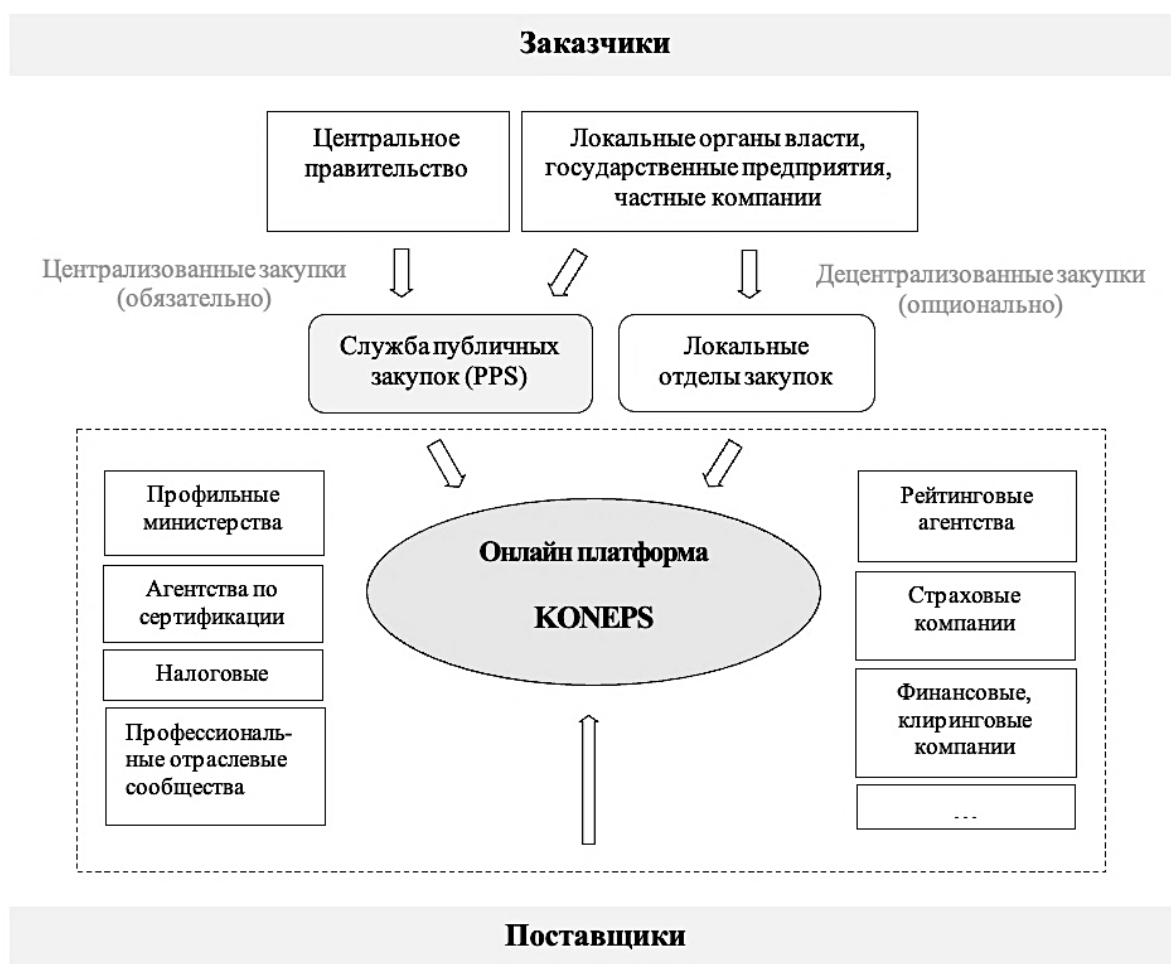 Заказчики
Центральное
правительство
Локальные органы власти,
государственные предприятия,
частные компании
Централизованные закупки
(обязательно)
Децентрализованные закупки
(опционально)
Служба публичных
закупок (PPS)
Локальные
отделы закупок
Профильные
министерства
Агентства по
сертификации
Налоговые
Профессиональ-
ные отраслевые
сообщества
Онлайн платформа
KONEPS
Рейтинговые
агентства
Страховые
компании
Финансовые,
клиринговые
компании
...
Поставщики